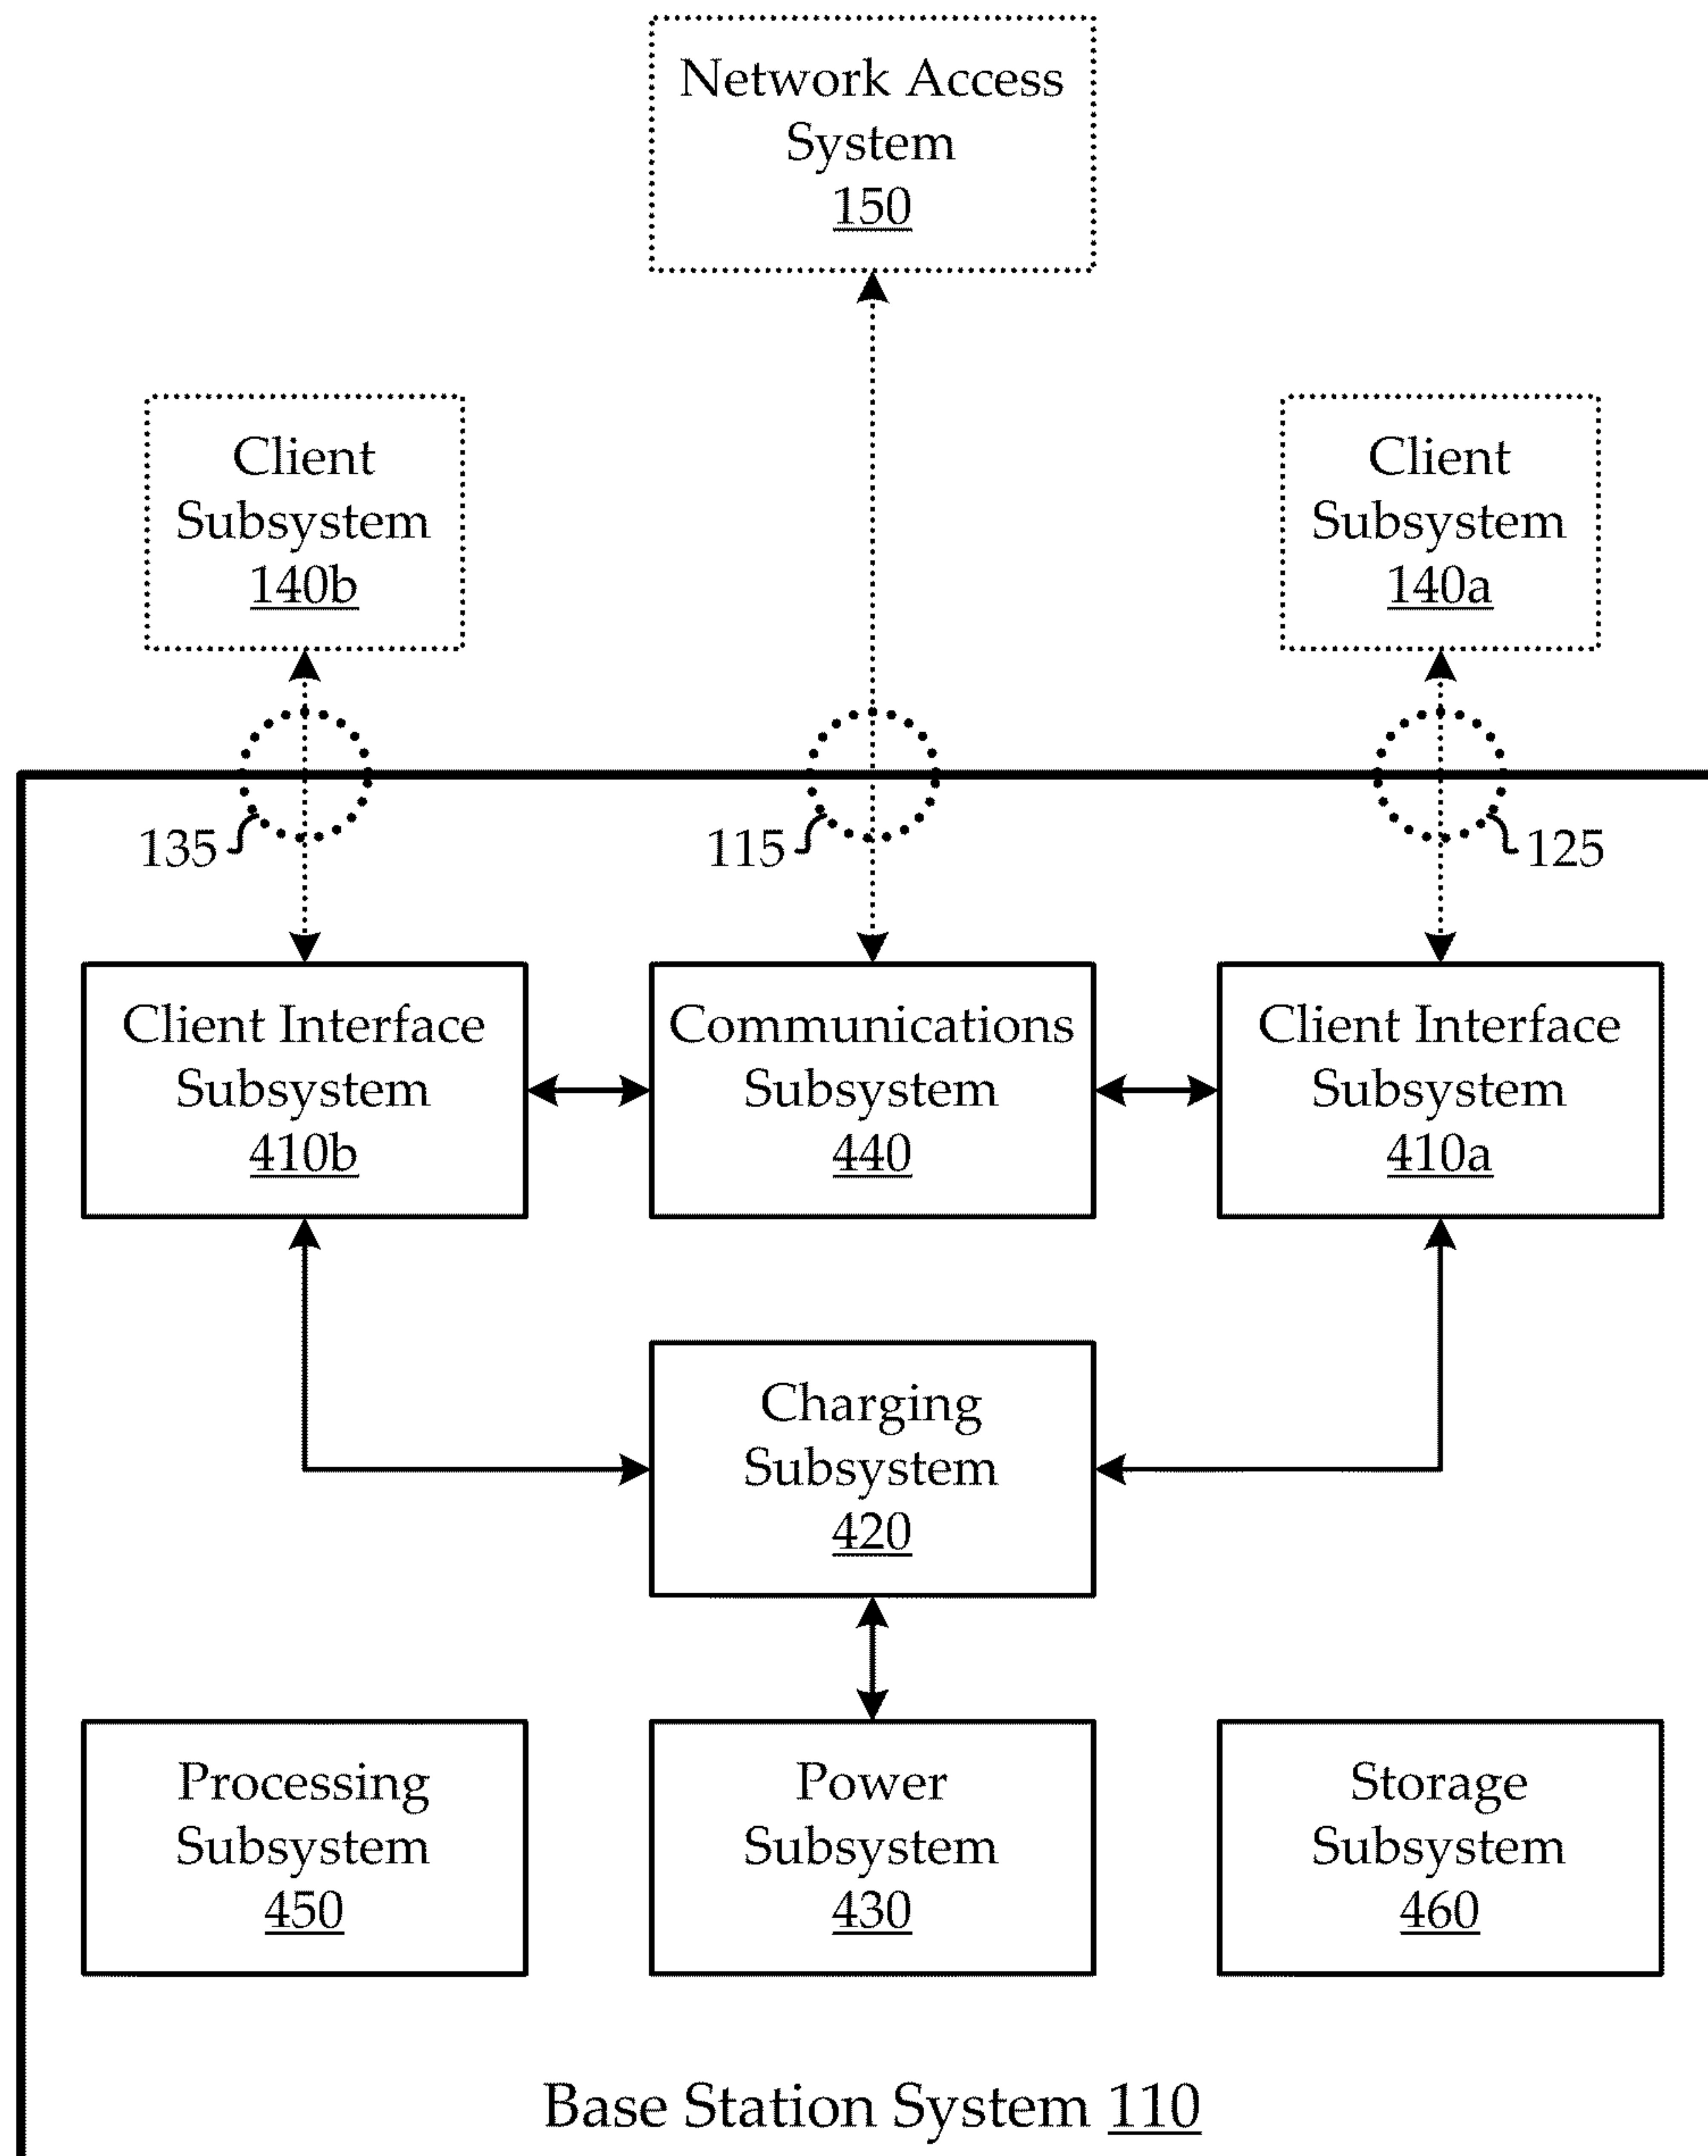 Network Access
System
150
Client
Subsystem
140b
Client
Subsystem
140a
135
115
125
Client Interface
Subsystem
410b
Communications
Subsystem
440
Client Interface
Subsystem
410a
Charging
Subsystem
420
Processing
Subsystem
450
Power
Subsystem
430
Storage
Subsystem
460
Base Station System 110